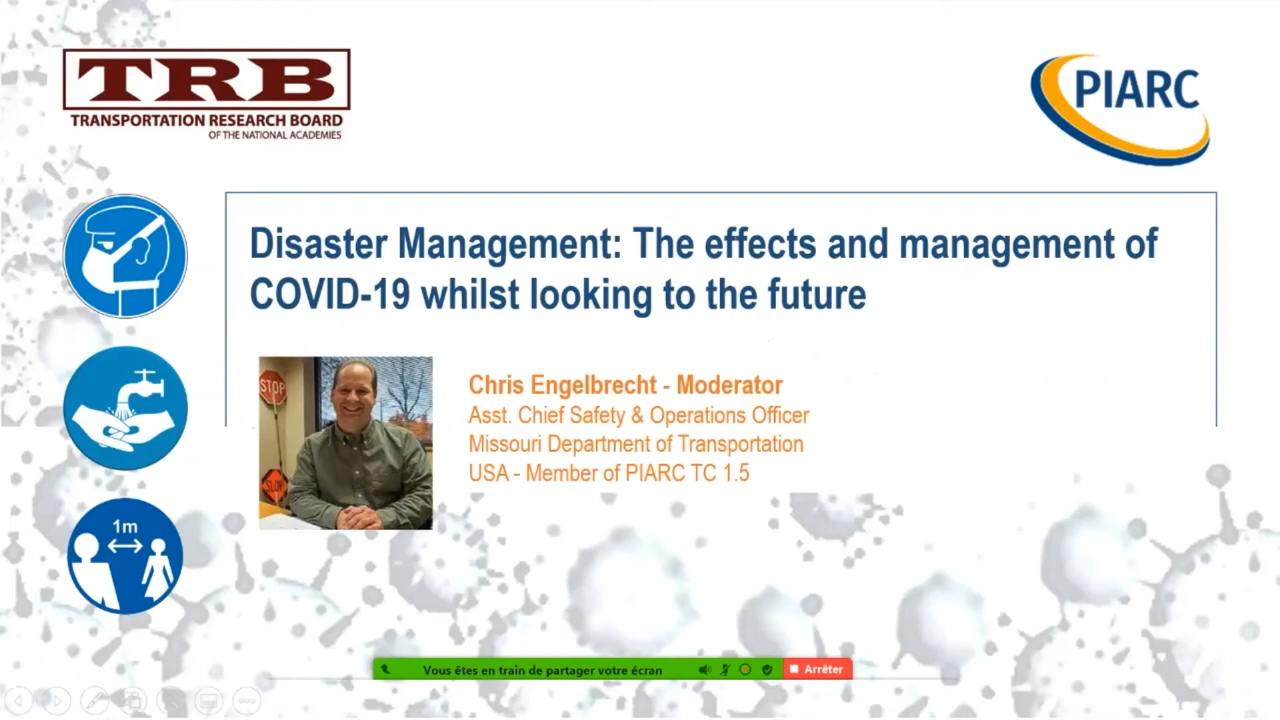 TRB
TRANSPORTATION RESEARCH BOARD
OF THE NATIONAL ACADEMIES
PIARC
Disaster Management: The effects and management of
COVID-19 whilst looking to the future
STOP
SLOW
Chris Engelbrecht - Moderator
Asst. Chief Safety & Operations Officer
Missouri Department of Transportation
USA - Member of PIARC TC 1.5
1m
Vous êtes en train de partager votre écran
Arrêter